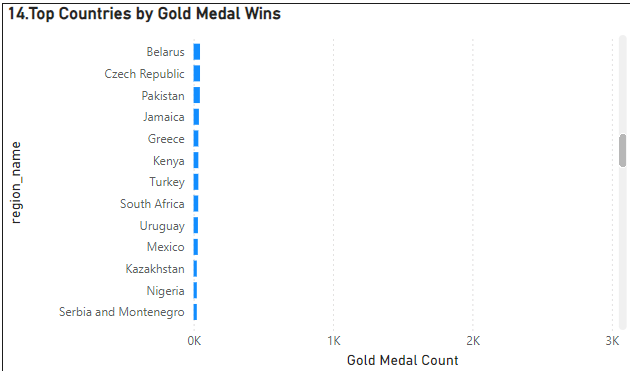 14.Top Countries by Gold Medal Wins
region_name
Belarus
Czech Republic
Pakistan
Jamaica
Greece
Kenya
Turkey
South Africa
Uruguay
Mexico
Kazakhstan
Nigeria
Serbia and Montenegro
0K 1K 2K 3K
Gold Medal Count